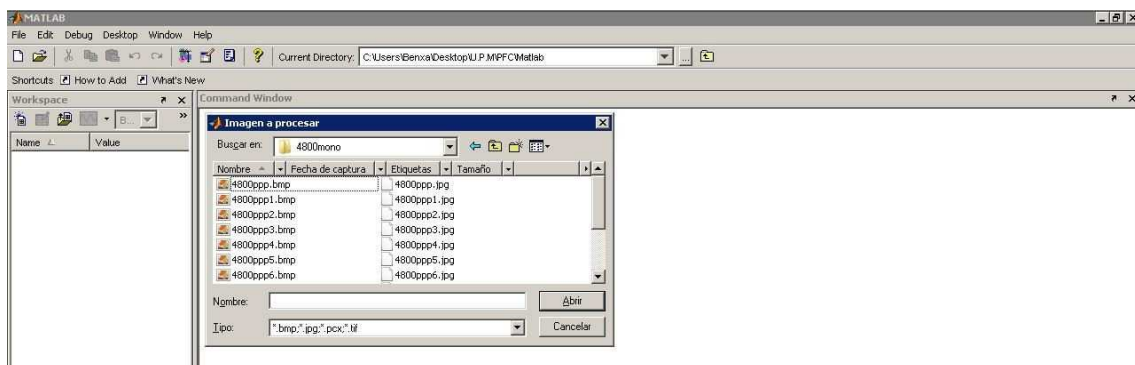 MATLAB
File Edit Debug Desktop Window Help
Current Directory: C:\Users\Benxa\Desktop\U.P.M\PFC\Matlab
Shortcuts How to Add What's New
Workspace
Command Window
B...
Name Value
Imagen a procesar
Buscar en: 4800mono
Nombre Fecha de captura Etiquetas Tamaño
4800ppp.bmp 4800ppp.jpg
4800ppp1.bmp 4800ppp1.jpg
4800ppp2.bmp 4800ppp2.jpg
4800ppp3.bmp 4800ppp3.jpg
4800ppp4.bmp 4800ppp4.jpg
4800ppp5.bmp 4800ppp5.jpg
4800ppp6.bmp 4800ppp6.jpg
Nombre: Abrir
Tipo: *.bmp;*.jpg;*.pcx;*.tif Cancelar